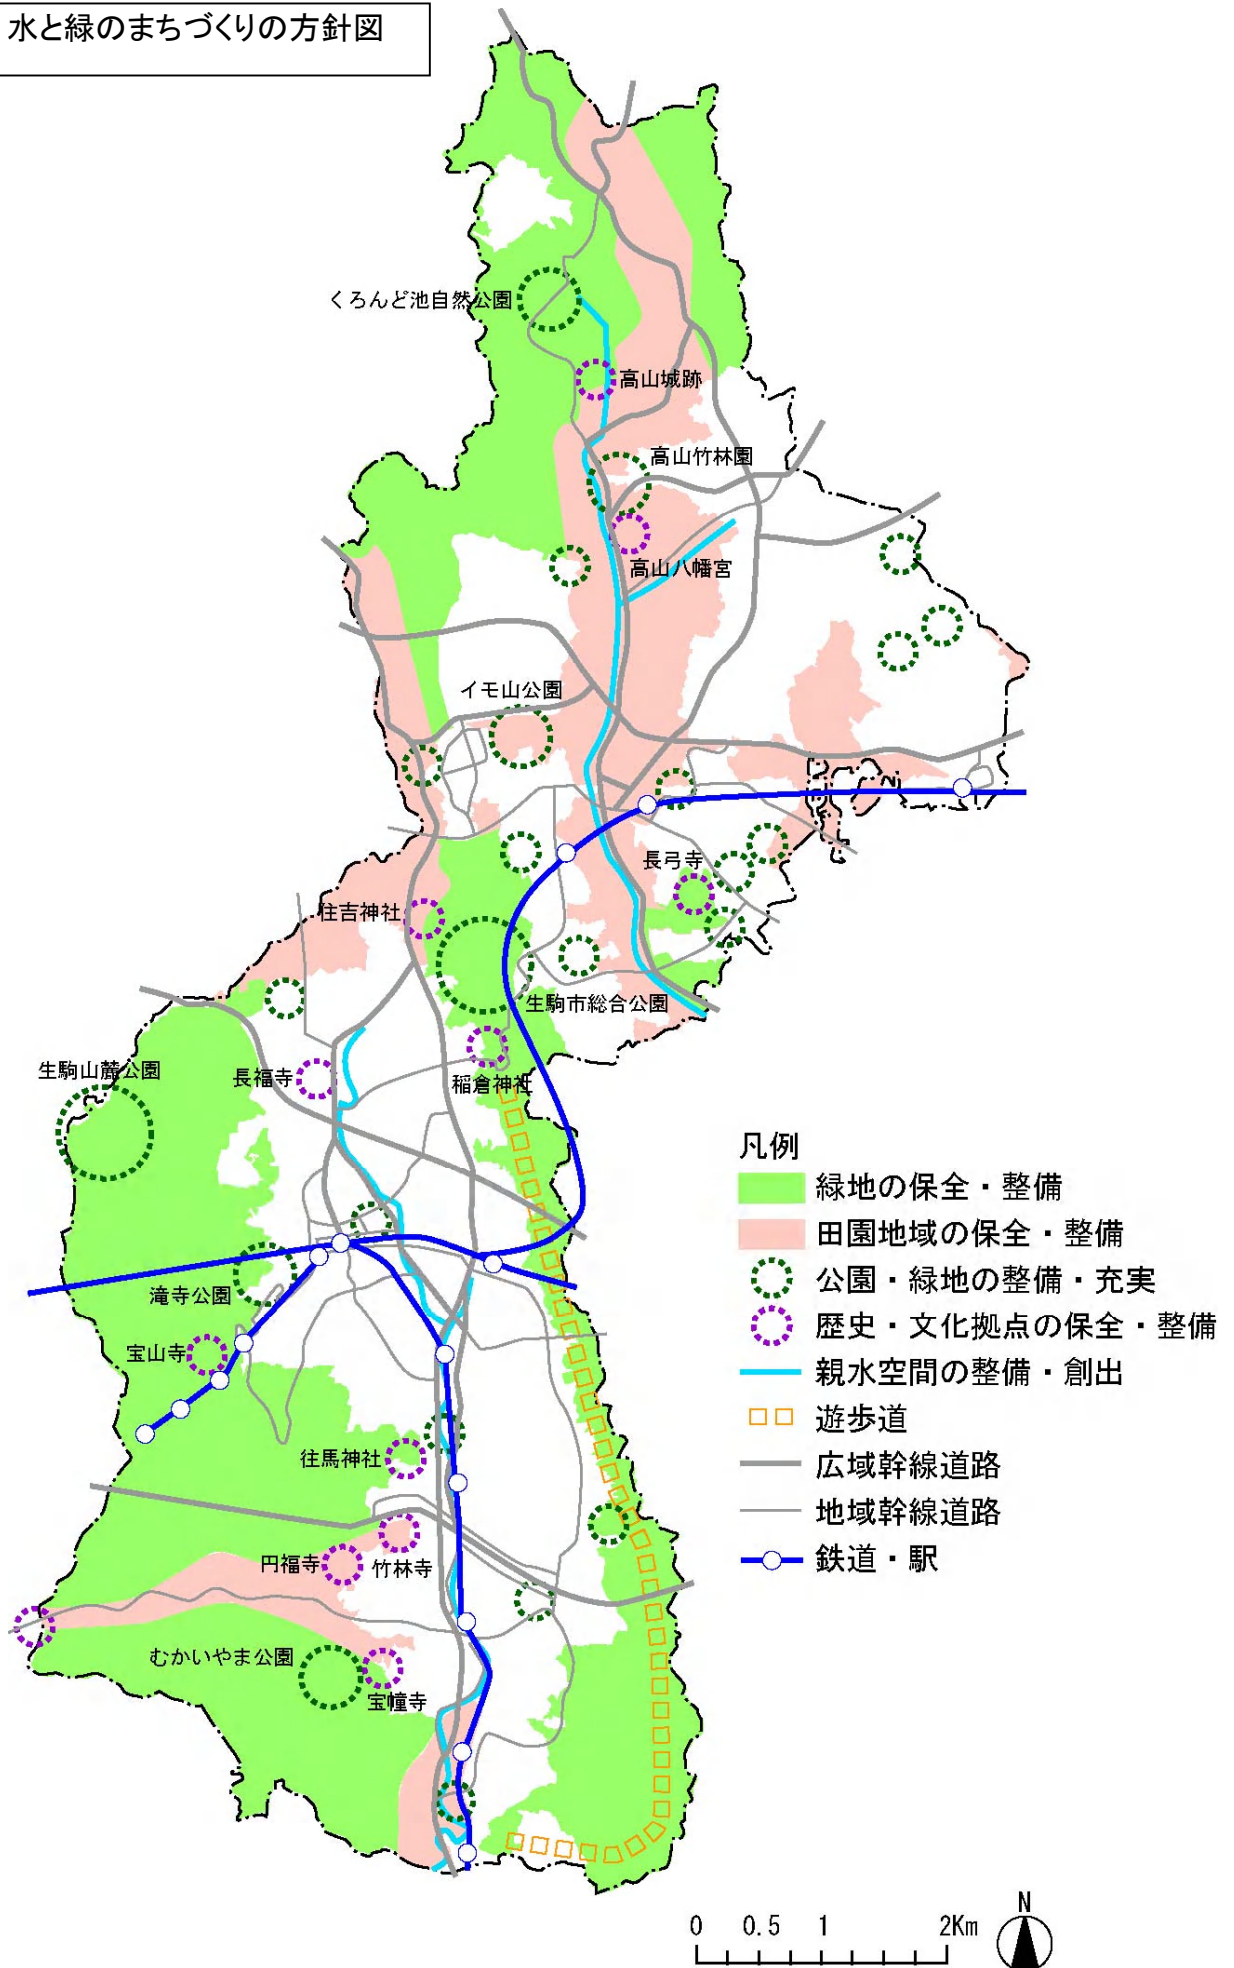 水と緑のまちづくりの方針図
くろんど池自然公園
高山城跡
高山竹林園
高山八幡宮
イモ山公園
長弓寺
住吉神社
生駒市総合公園
生駒山麓公園
長福寺
稲倉神社
滝寺公園
宝山寺
往馬神社
円福寺
竹林寺
むかいやま公園
宝幢寺
凡例
緑地の保全・整備
田園地域の保全・整備
公園・緑地の整備・充実
歴史・文化拠点の保全・整備
親水空間の整備・創出
遊歩道
広域幹線道路
地域幹線道路
鉄道・駅
0 0.5 1 2Km
N